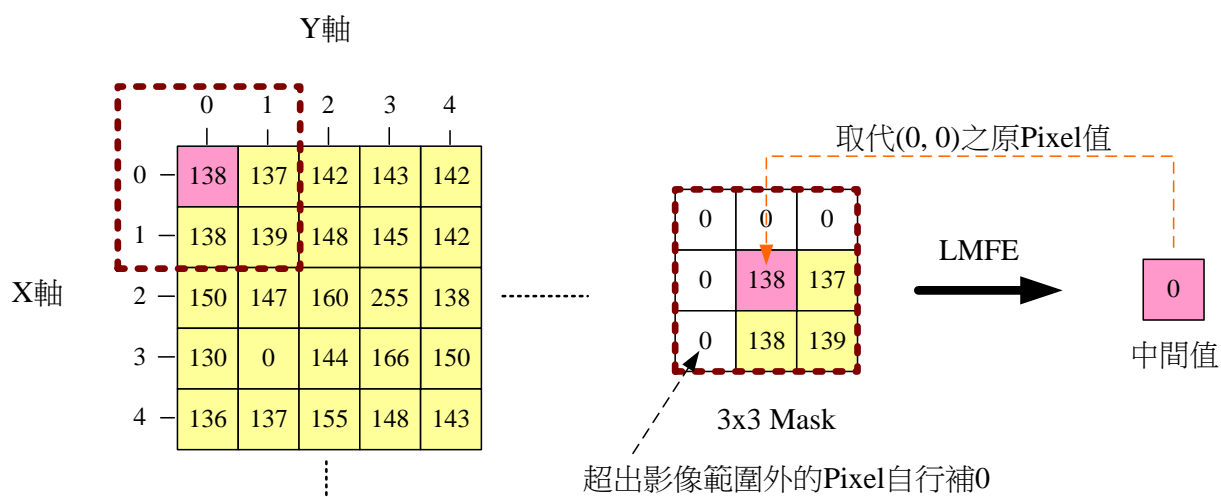 Y軸
0 1 2 3 4
0 138 137 142 143 142
1 138 139 148 145 142
X軸
2 150 147 160 255 138
3 130 0 144 166 150
4 136 137 155 148 143
取代(0, 0)之原Pixel值
0 0 0
0 138 137
0 138 139
3x3 Mask
LMFE
0
中間值
超出影像範圍外的Pixel自行補0